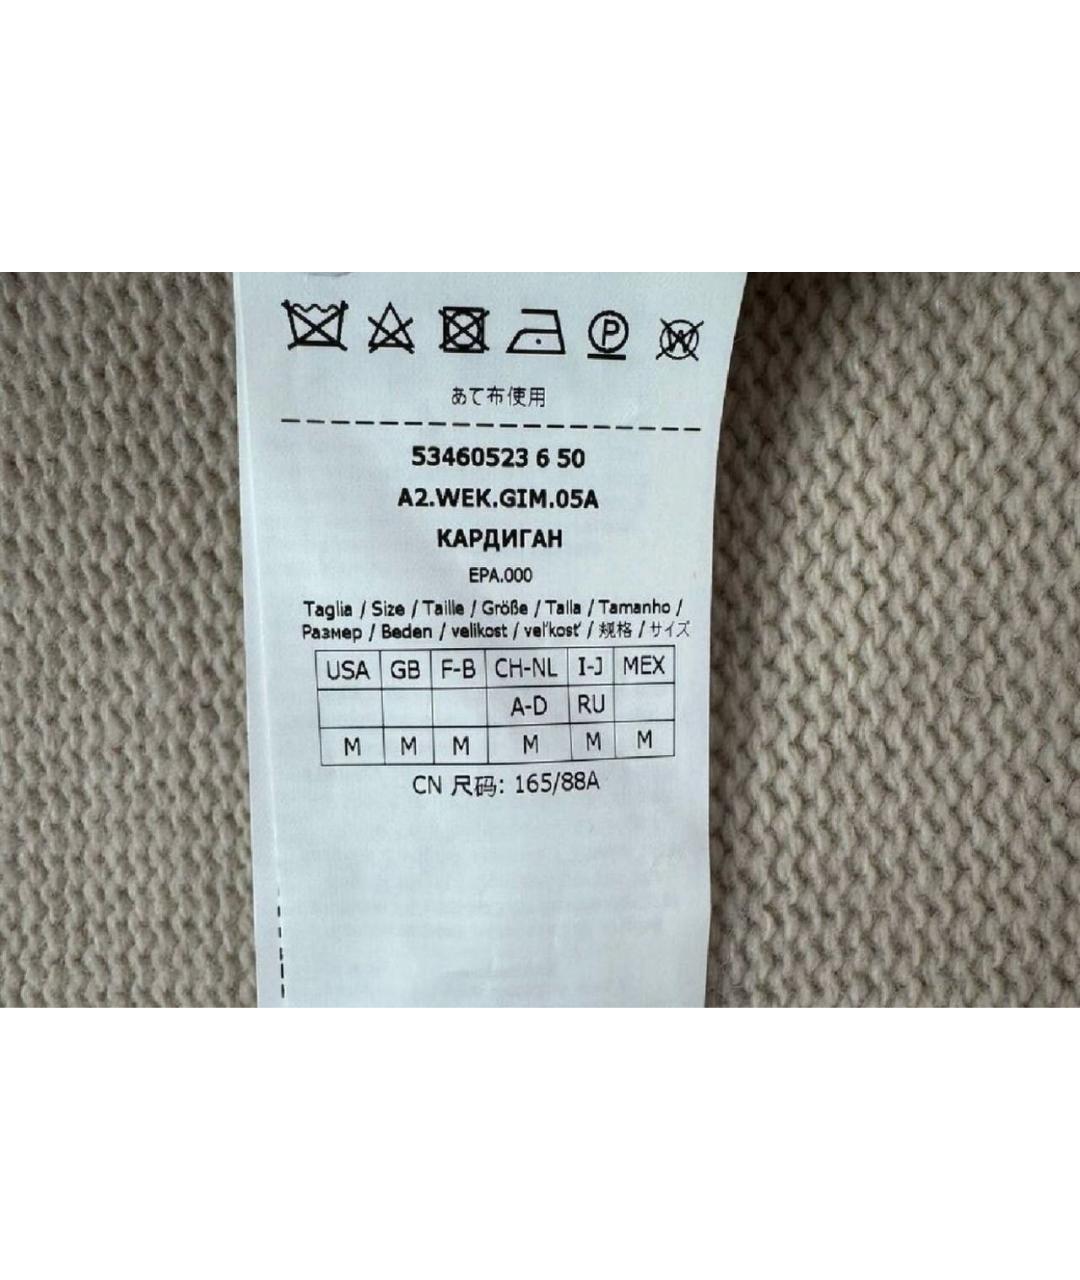 P W
あて布使用
53460523 6 50
A2.WEK.GIM.05A
КАРДИГАН
EPA.000
Taglia / Size / Taille / Größe / Talla / Tamanho /
Размер / Beden / velikost / veľkosť / 规格 / サイズ
USA GB F-B CH-NL I-J MEX
A-D RU
M M M M M M
CN 尺码: 165/88A